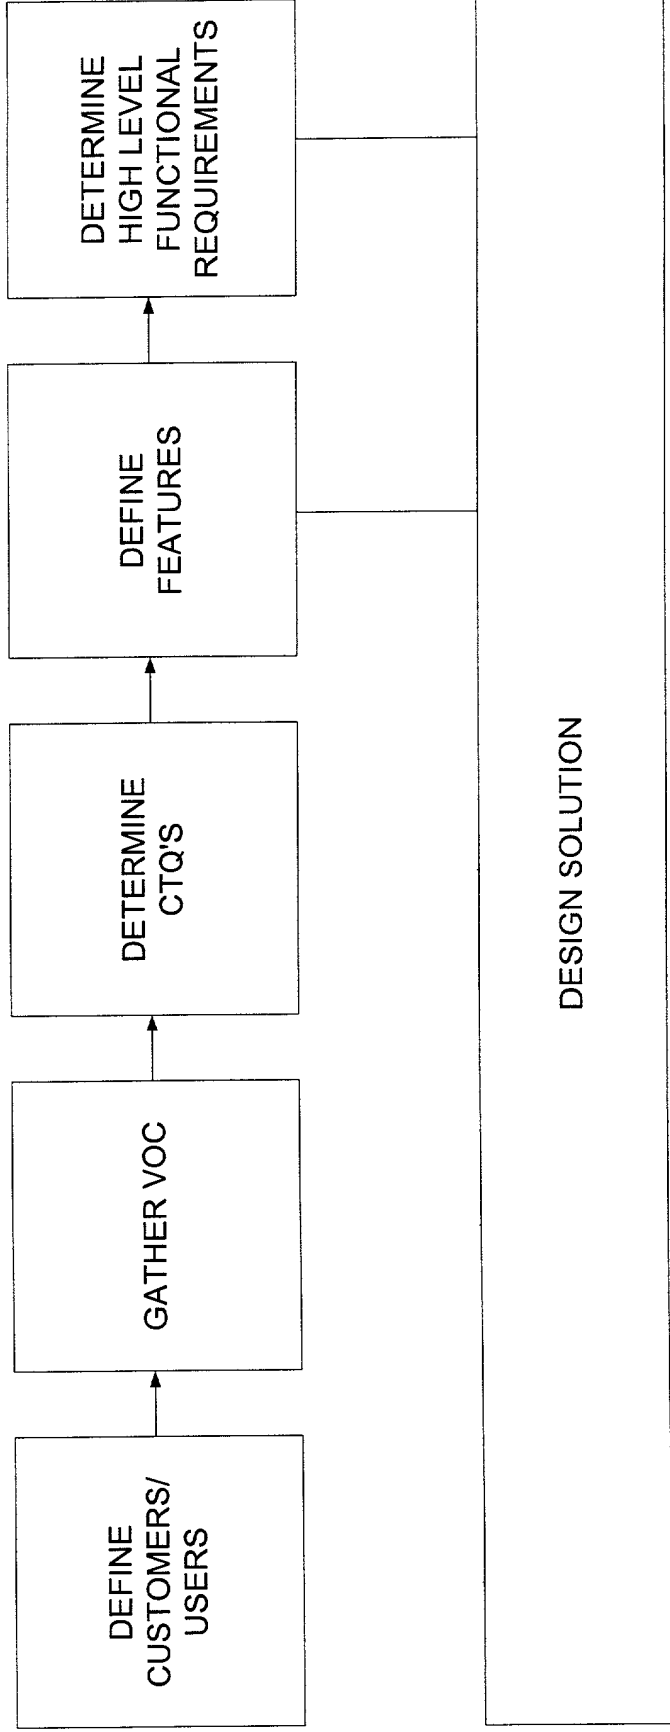 DEFINE
CUSTOMERS/
USERS
GATHER VOC
DETERMINE
CTQ'S
DEFINE
FEATURES
DETERMINE
HIGH LEVEL
FUNCTIONAL
REQUIREMENTS
DESIGN SOLUTION